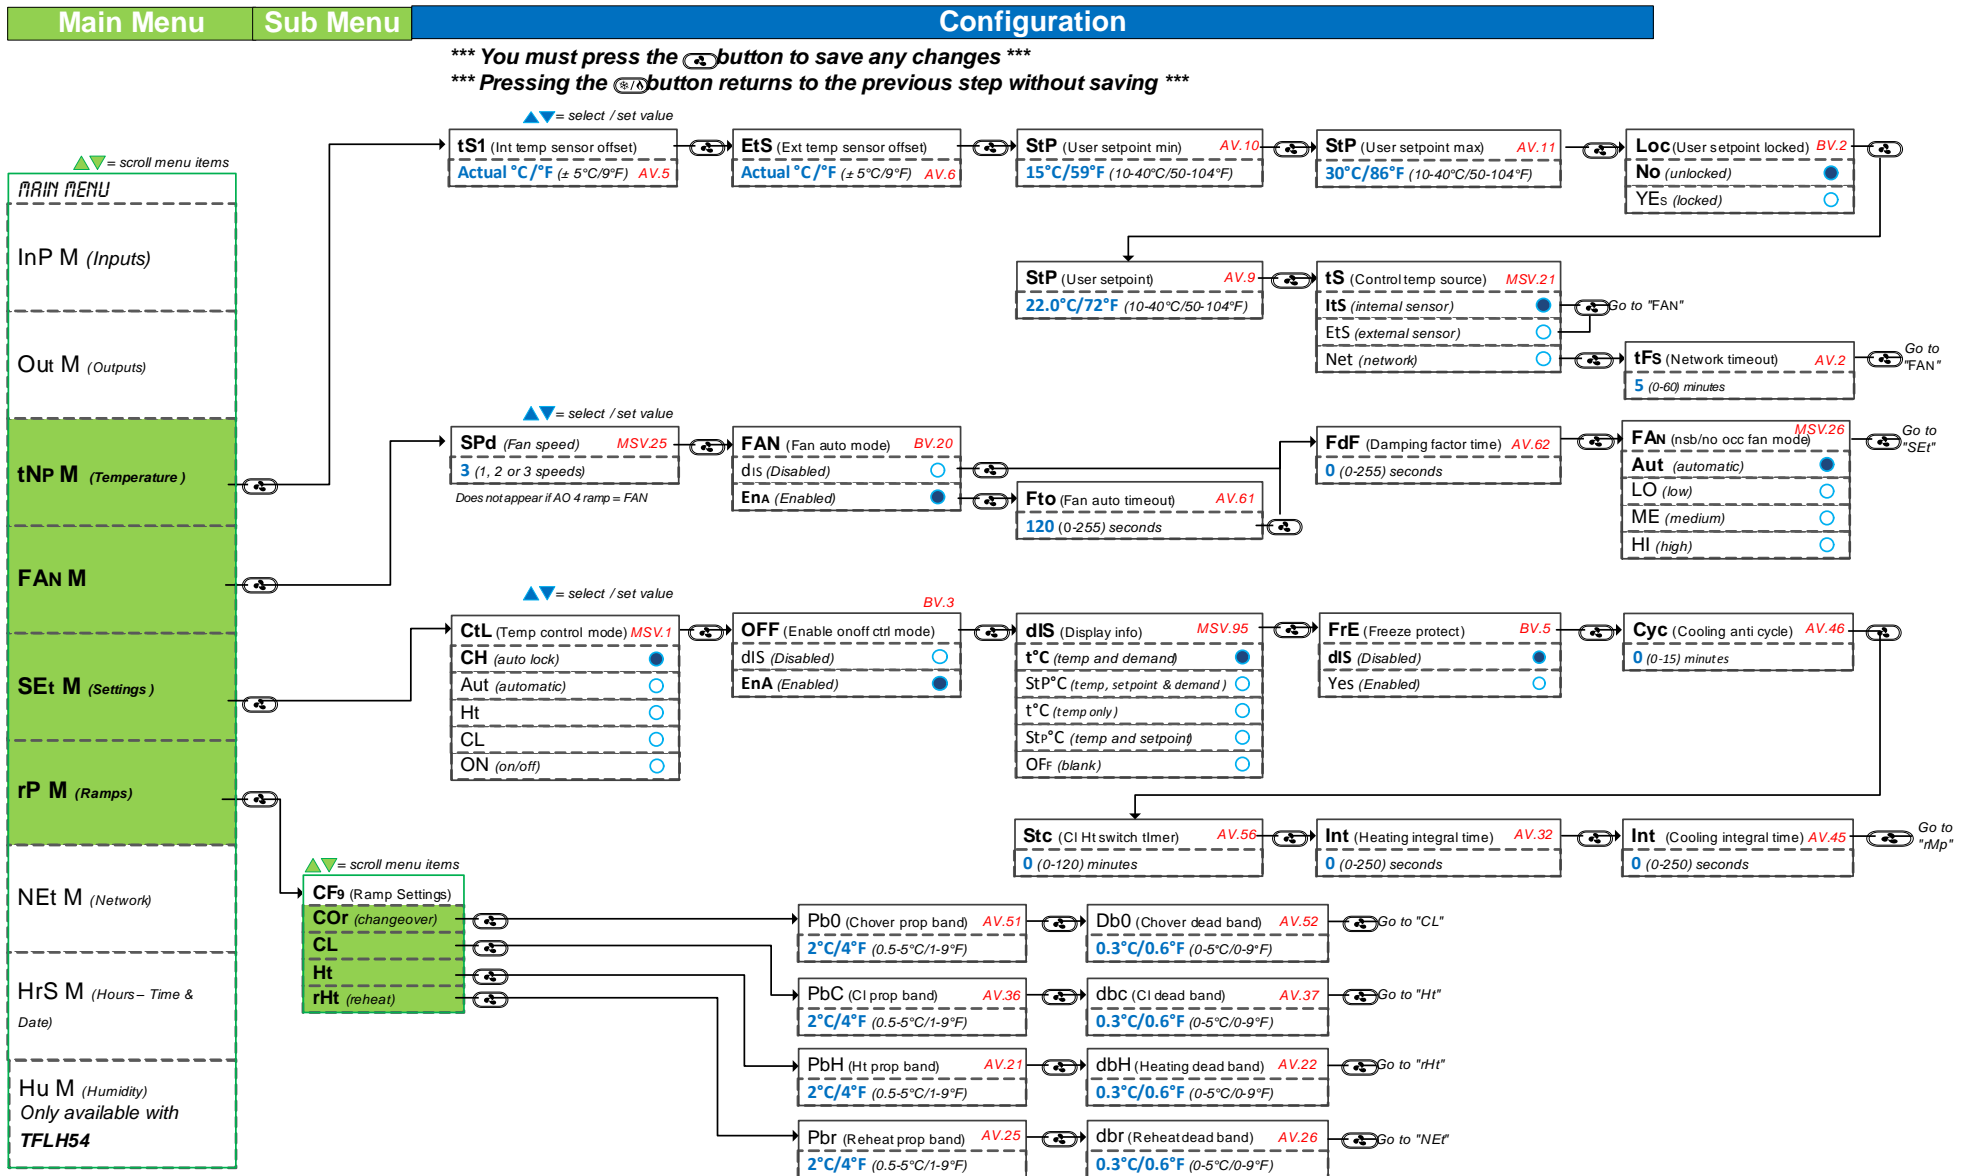 Main Menu Sub Menu Configuration
*** You must press the button to save any changes ***
*** Pressing the button returns to the previous step without saving ***
= scroll menu items
MAIN MENU
InP M (Inputs)
Out M (Outputs)
tNP M (Temperature )
FAN M
SEt M (Settings )
rP M (Ramps)
NEt M (Network)
HrS M (Hours – Time &
Date)
Hu M (Humidity)
Only available with
TFLH54
= select / set value
tS1 (Int temp sensor offset)
Actual °C/°F (± 5°C/9°F) AV.5
EtS (Ext temp sensor offset)
Actual °C/°F (± 5°C/9°F) AV.6
StP (User setpoint min) AV.10
15°C/59°F (10-40°C/50-104°F)
StP (User setpoint max) AV.11
30°C/86°F (10-40°C/50-104°F)
Loc (User setpoint locked) BV.2
No (unlocked)
YEs (locked)
StP (User setpoint) AV.9
22.0°C/72°F (10-40°C/50-104°F)
tS (Control temp source) MSV.21
ItS (internal sensor)
EtS (external sensor)
Net (network)
Go to "FAN"
tFs (Network timeout) AV.2
5 (0-60) minutes
Go to
"FAN"
= select / set value
SPd (Fan speed) MSV.25
3 (1, 2 or 3 speeds)
Does not appear if AO 4 ramp = FAN
FAN (Fan auto mode) BV.20
dIS (Disabled)
EnA (Enabled)
Fto (Fan auto timeout) AV.61
120 (0-255) seconds
FdF (Damping factor time) AV.62
0 (0-255) seconds
FAN (nsb/no occ fan mode) MSV.26
Aut (automatic)
LO (low)
ME (medium)
HI (high)
Go to
"SEt"
= select / set value
CtL (Temp control mode) MSV.1
CH (auto lock)
Aut (automatic)
Ht
CL
ON (on/off)
BV.3
OFF (Enable onoff ctrl mode)
dIS (Disabled)
EnA (Enabled)
dIS (Display info) MSV.95
t°C (temp and demand)
StP°C (temp, setpoint & demand )
t°C (temp only)
StP°C (temp and setpoint)
OFF (blank)
FrE (Freeze protect) BV.5
dIS (Disabled)
Yes (Enabled)
Cyc (Cooling anti cycle) AV.46
0 (0-15) minutes
Stc (Cl Ht switch tImer) AV.56
0 (0-120) minutes
Int (Heating integral time) AV.32
0 (0-250) seconds
Int (Cooling integral time) AV.45
0 (0-250) seconds
Go to
"rMp"
= scroll menu items
CF9 (Ramp Settings)
COr (changeover)
CL
Ht
rHt (reheat)
Pb0 (Chover prop band) AV.51
2°C/4°F (0.5-5°C/1-9°F)
Db0 (Chover dead band) AV.52
0.3°C/0.6°F (0-5°C/0-9°F)
Go to "CL"
PbC (Cl prop band) AV.36
2°C/4°F (0.5-5°C/1-9°F)
dbc (Cl dead band) AV.37
0.3°C/0.6°F (0-5°C/0-9°F)
Go to "Ht"
PbH (Ht prop band) AV.21
2°C/4°F (0.5-5°C/1-9°F)
dbH (Heating dead band) AV.22
0.3°C/0.6°F (0-5°C/0-9°F)
Go to "rHt"
Pbr (Reheat prop band) AV.25
2°C/4°F (0.5-5°C/1-9°F)
dbr (Reheat dead band) AV.26
0.3°C/0.6°F (0-5°C/0-9°F)
Go to "NEt"